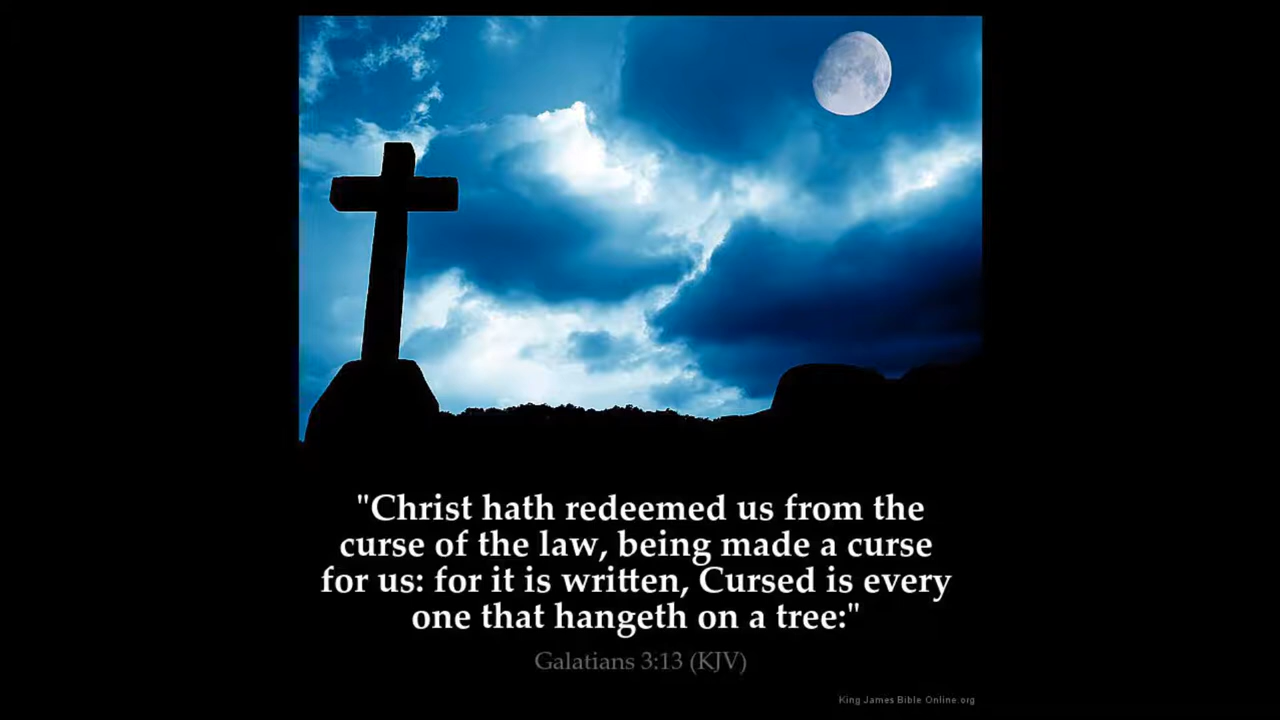 "Christ hath redeemed us from the
curse of the law, being made a curse
for us: for it is written, Cursed is every
one that hangeth on a tree:"
Galatians 3:13 (KJV)
King James Bible Online.org